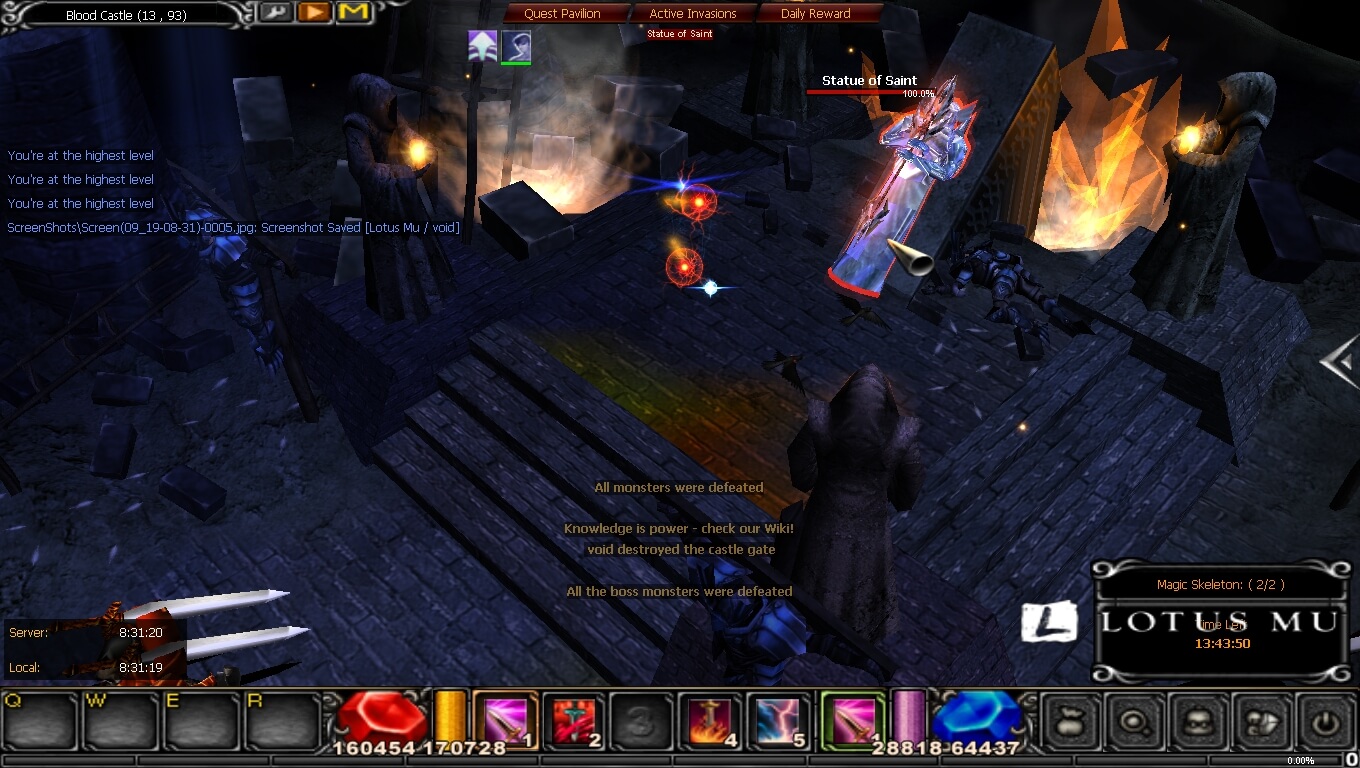 Blood Castle (13 , 93)
Quest Pavilion
Active Invasions
Daily Reward
Statue of Saint
Statue of Saint
100.0%
You're at the highest level
You're at the highest level
You're at the highest level
ScreenShots\Screen(09_19-08-31)-0005.jpg: Screenshot Saved [Lotus Mu / void]
All monsters were defeated
Knowledge is power - check our Wiki!
void destroyed the castle gate
All the boss monsters were defeated
Magic Skeleton: ( 2/2 )
L LOTUS MU
Time Left
13:43:50
Server: 8:31:20
Local: 8:31:19
Q W E R
160454 170728 1 2 3 4 5 1 28818 64437
0.00% 0